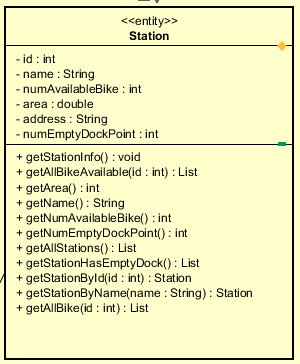 <<entity>>
Station
- id : int
- name : String
- numAvailableBike : int
- area : double
- address : String
- numEmptyDockPoint : int
+ getStationInfo() : void
+ getAllBikeAvailable(id : int) : List
+ getArea() : int
+ getName() : String
+ getNumAvailableBike() : int
+ getNumEmptyDockPoint() : int
+ getAllStations() : List
+ getStationHasEmptyDock() : List
+ getStationById(id : int) : Station
+ getStationByName(name : String) : Station
+ getAllBike(id : int) : List